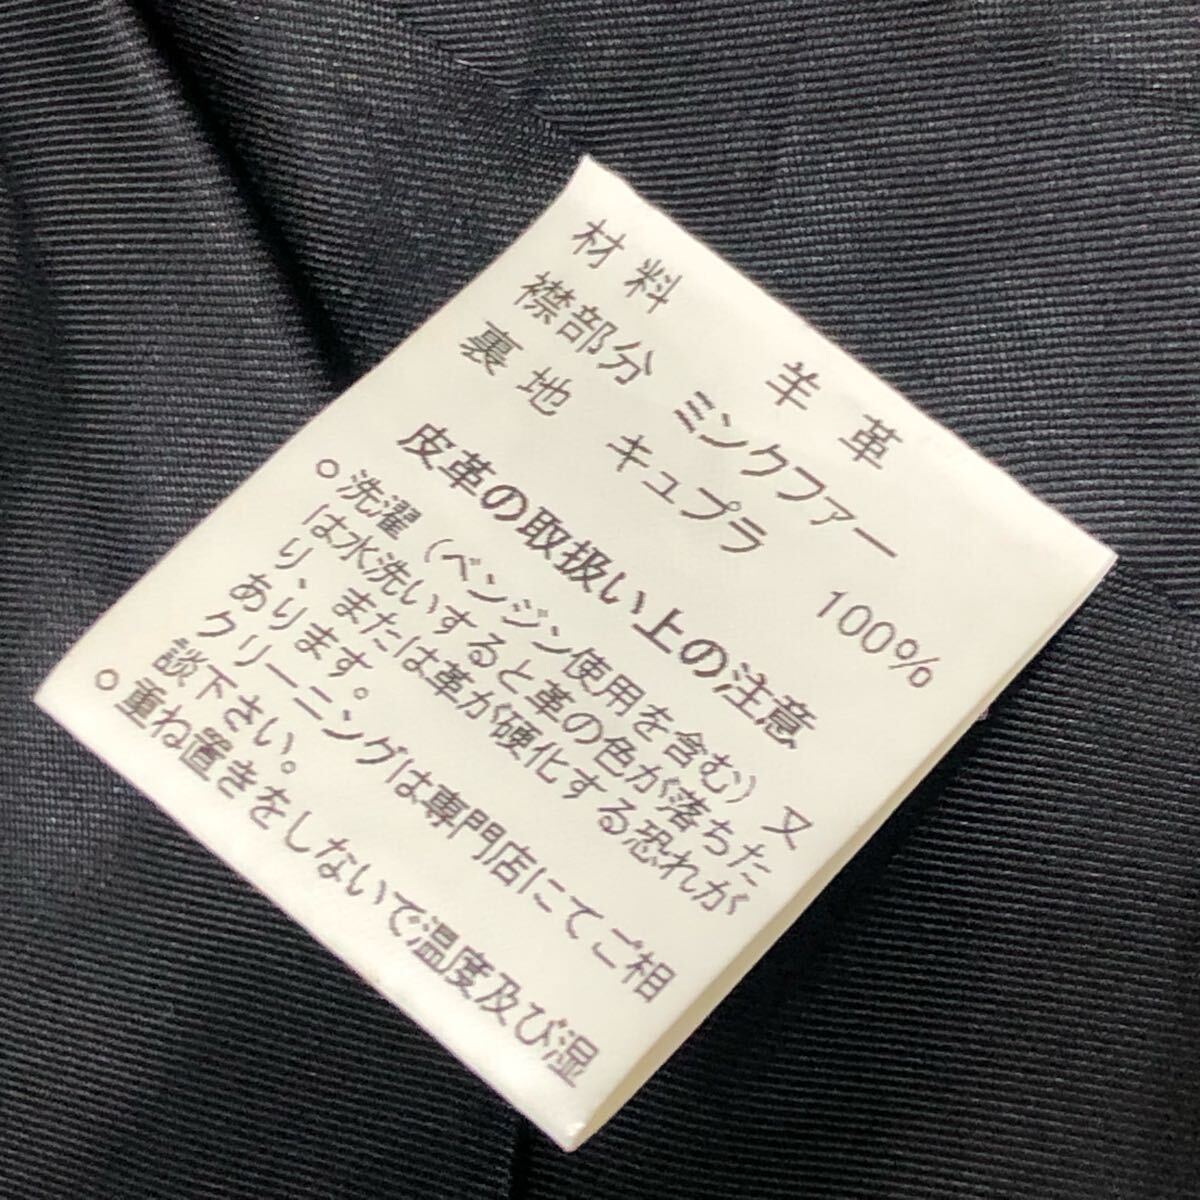 材料 羊革
襟部分 ミンクファー
裏地 キュプラ 100%
皮革の取扱い上の注意
○洗濯(ベンジン使用を含む)又
は水洗いすると革の色が落ちた
り、または革が硬化する恐れが
あります。
クリーニングは専門店にてご相
談下さい。
○重ね置きをしないで温度及び湿